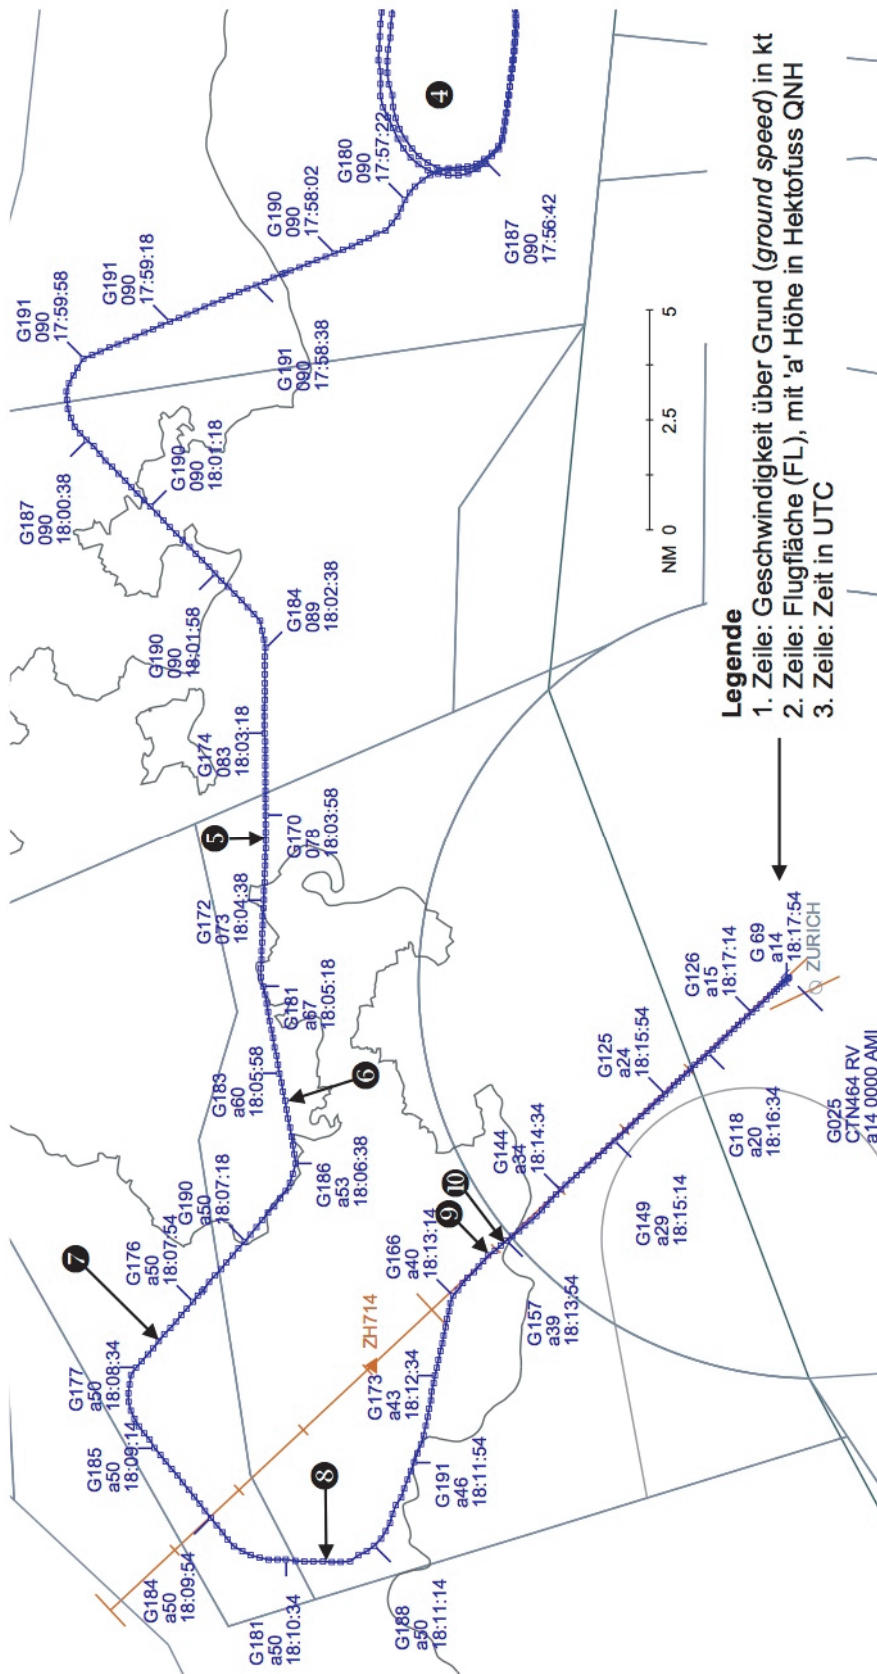 4
G180
090
17:57:22
G187
090
17:56:42
G190
090
17:58:02
G191
090
17:58:38
G191
090
17:59:18
G191
090
17:59:58
G187
090
18:00:38
G190
090
18:01:18
G190
090
18:01:58
G184
089
18:02:38
G174
083
18:03:18
5
G170
078
18:03:58
G172
073
18:04:38
G181
a67
18:05:18
G183
a60
18:05:58
6
G186
a53
18:06:38
G190
a50
18:07:18
G176
a50
18:07:54
7
G177
a50
18:08:34
G185
a50
18:09:14
G184
a50
18:09:54
G181
a50
18:10:34
8
G188
a50
18:11:14
G191
a46
18:11:54
G173
a43
18:12:34
ZH714
G166
a40
18:13:14
9
10
G157
a39
18:13:54
G144
a34
18:14:34
G149
a29
18:15:14
G125
a24
18:15:54
G118
a20
18:16:34
G126
a15
18:17:14
G 69
a14
18:17:54
ZURICH
G025
CTN464 RV
a14 0000 AMI
NM 0
2.5
5
Legende
1. Zeile: Geschwindigkeit über Grund (ground speed) in kt
2. Zeile: Flugfläche (FL), mit 'a' Höhe in Hektofuss QNH
3. Zeile: Zeit in UTC